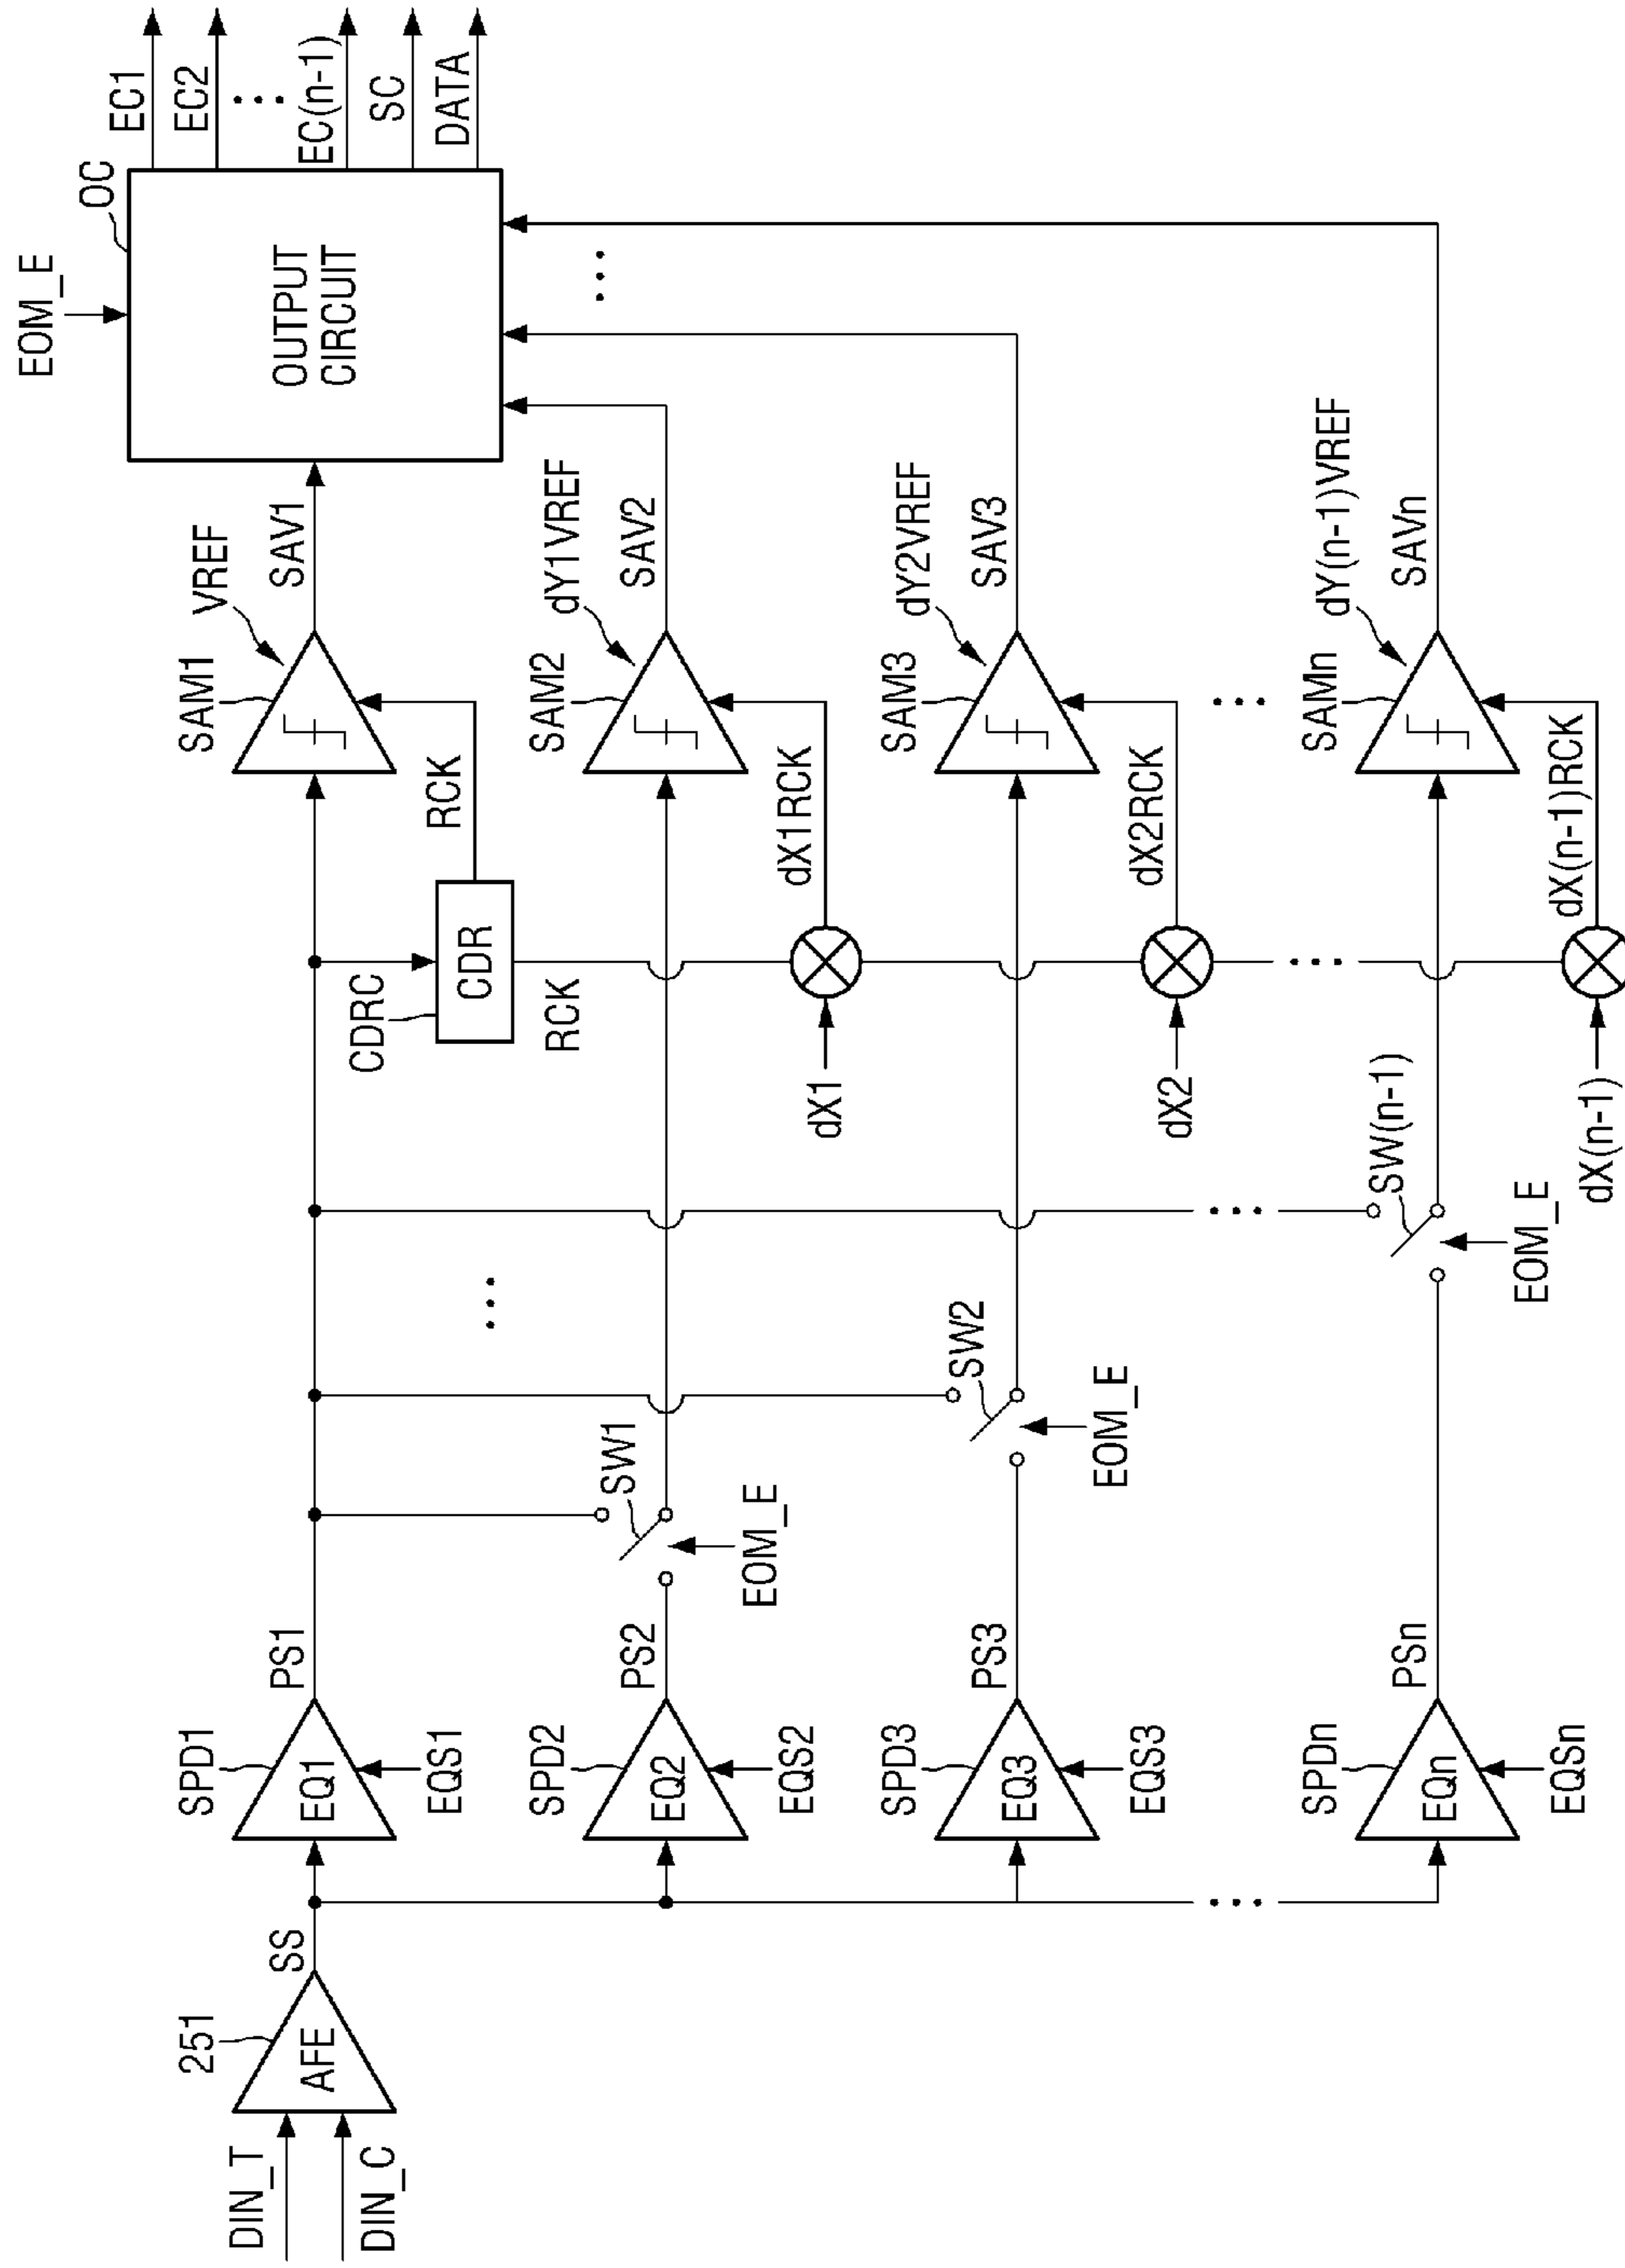 DIN_T
DIN_C
251
AFE
SS
SPD1
EQ1
EQS1
PS1
SPD2
EQ2
EQS2
PS2
SPD3
EQ3
EQS3
PS3
SPDn
EQn
EQSn
PSn
SW1
EOM_E
SW2
EOM_E
SW(n-1)
EOM_E
CDRC
CDR
RCK
RCK
dX1
dX1RCK
dX2
dX2RCK
dX(n-1)
dX(n-1)RCK
SAM1
VREF
SAV1
SAM2
dY1VREF
SAV2
SAM3
dY2VREF
SAV3
SAMn
dY(n-1)VREF
SAVn
EOM_E
OC
OUTPUT
CIRCUIT
EC1
EC2
EC(n-1)
SC
DATA